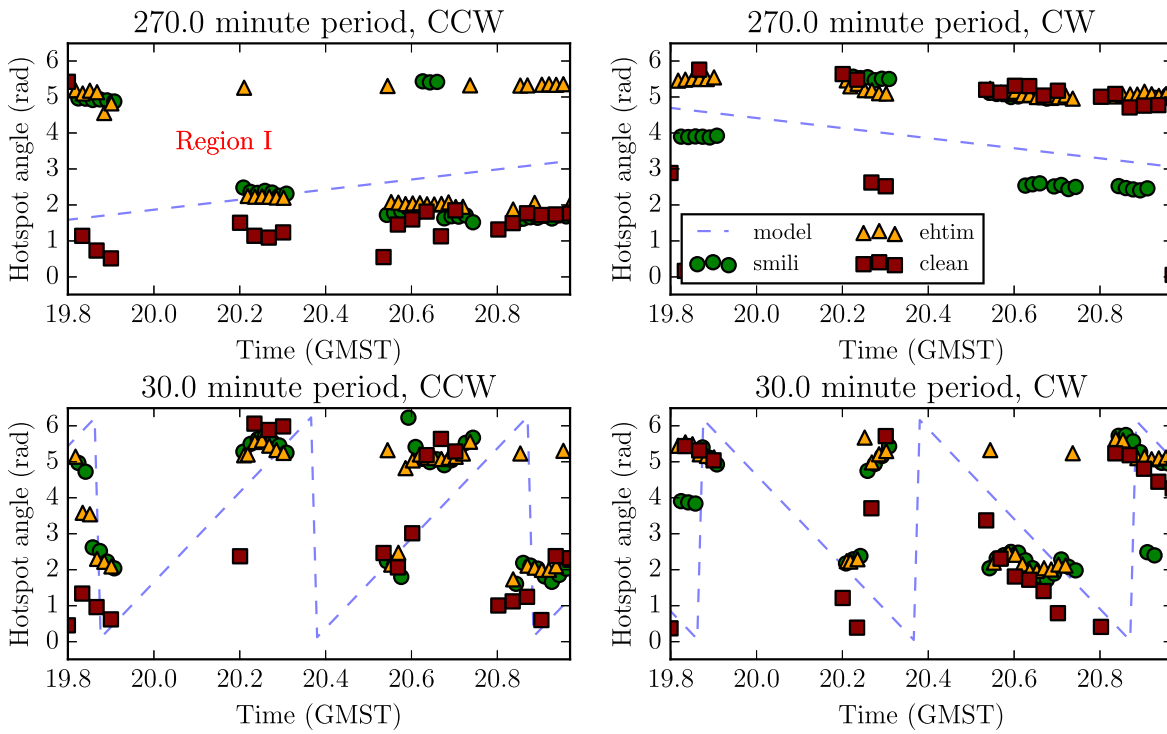 270.0 minute period, CCW
270.0 minute period, CW
Hotspot angle (rad)
6
5
4
3
2
1
0
Region I
19.8 20.0 20.2 20.4 20.6 20.8
Time (GMST)
Hotspot angle (rad)
6
5
4
3
2
1
0
model
smili
ehtim
clean
19.8 20.0 20.2 20.4 20.6 20.8
Time (GMST)
30.0 minute period, CCW
30.0 minute period, CW
Hotspot angle (rad)
6
5
4
3
2
1
0
19.8 20.0 20.2 20.4 20.6 20.8
Time (GMST)
Hotspot angle (rad)
6
5
4
3
2
1
0
19.8 20.0 20.2 20.4 20.6 20.8
Time (GMST)